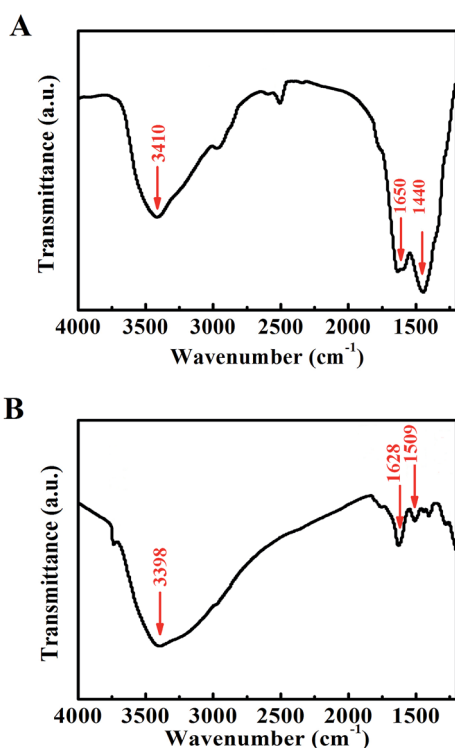 A
Transmittance (a.u.)
3410
1650
1440
4000 3500 3000 2500 2000 1500
Wavenumber (cm⁻¹)
B
Transmittance (a.u.)
3398
1628
1509
4000 3500 3000 2500 2000 1500
Wavenumber (cm⁻¹)